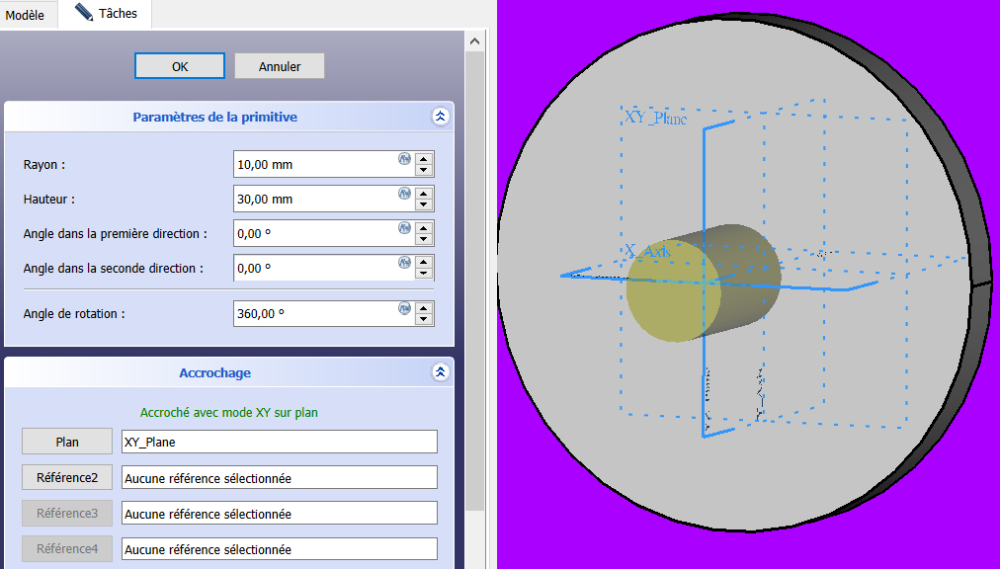 Modèle
Tâches
OK
Annuler
Paramètres de la primitive
Rayon :
10,00 mm
Hauteur :
30,00 mm
Angle dans la première direction :
0,00 º
Angle dans la seconde direction :
0,00 º
Angle de rotation :
360,00 º
Accrochage
Accroché avec mode XY sur plan
Plan
XY_Plane
Référence2
Aucune référence sélectionnée
Référence3
Aucune référence sélectionnée
Référence4
Aucune référence sélectionnée
XY_Plane
X_Axis